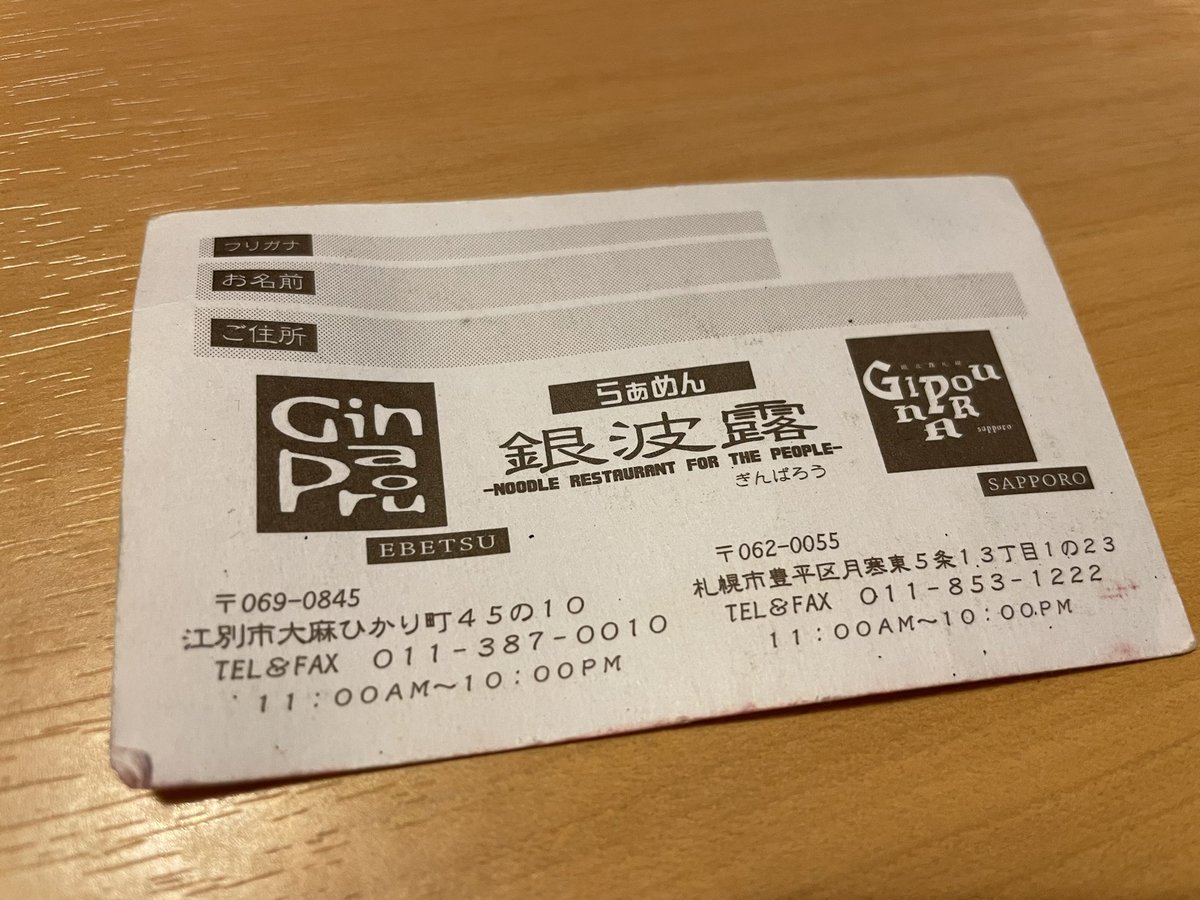 フリガナ
お名前
ご住所
Gin
Pa
ro
ru
EBETSU
らぁめん
銀波露
-NOODLE RESTAURANT FOR THE PEOPLE-
ぎんぱろう
sapporo
SAPPORO
〒069-0845
江別市大麻ひかり町45の10
TEL&FAX 011-387-0010
11:00AM~10:00PM
〒062-0055
札幌市豊平区月寒東5条13丁目1の23
TEL&FAX 011-853-1222
11:00AM~10:00PM